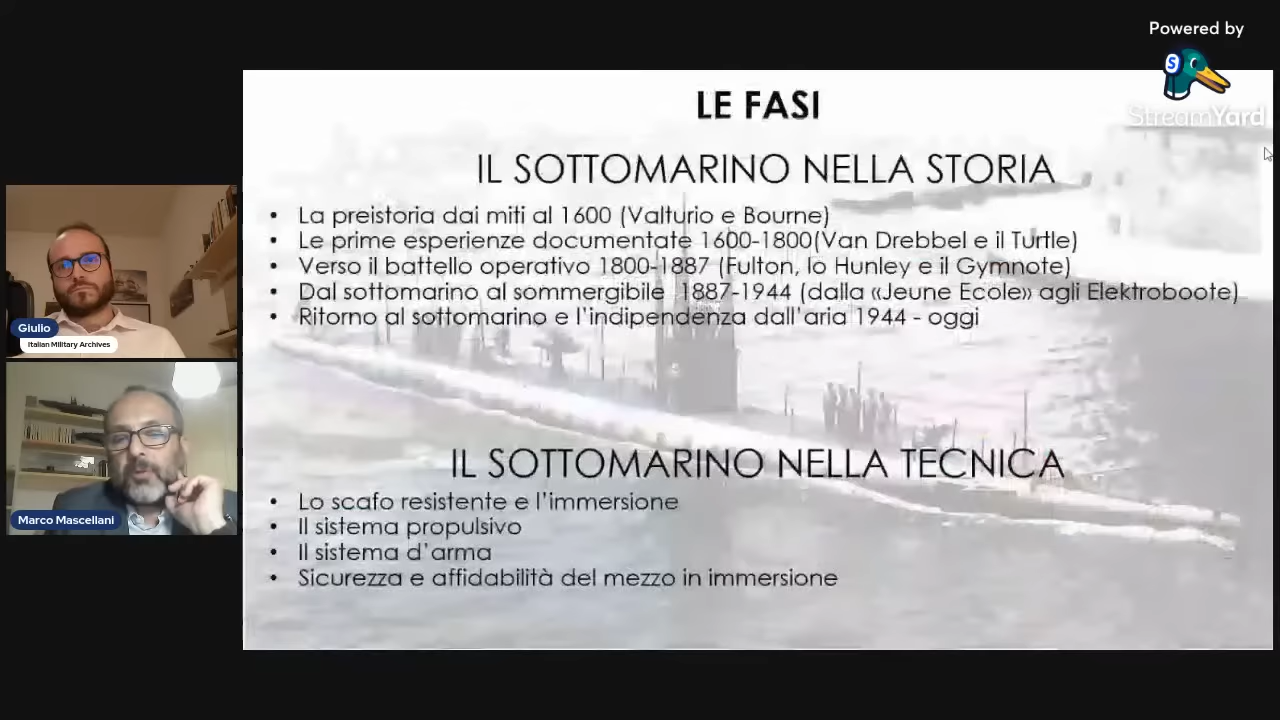 Powered by
StreamYard
LE FASI
IL SOTTOMARINO NELLA STORIA
• La preistoria dai miti al 1600 (Valturio e Bourne)
• Le prime esperienze documentate 1600-1800(Van Drebbel e il Turtle)
• Verso il battello operativo 1800-1887 (Fulton, lo Hunley e il Gymnote)
• Dal sottomarino al sommergibile 1887-1944 (dalla «Jeune Ecole» agli Elektroboote)
• Ritorno al sottomarino e l'indipendenza dall'aria 1944 - oggi
IL SOTTOMARINO NELLA TECNICA
• Lo scafo resistente e l'immersione
• Il sistema propulsivo
• Il sistema d'arma
• Sicurezza e affidabilità del mezzo in immersione
Giulio
Italian Military Archives
Marco Mascellani